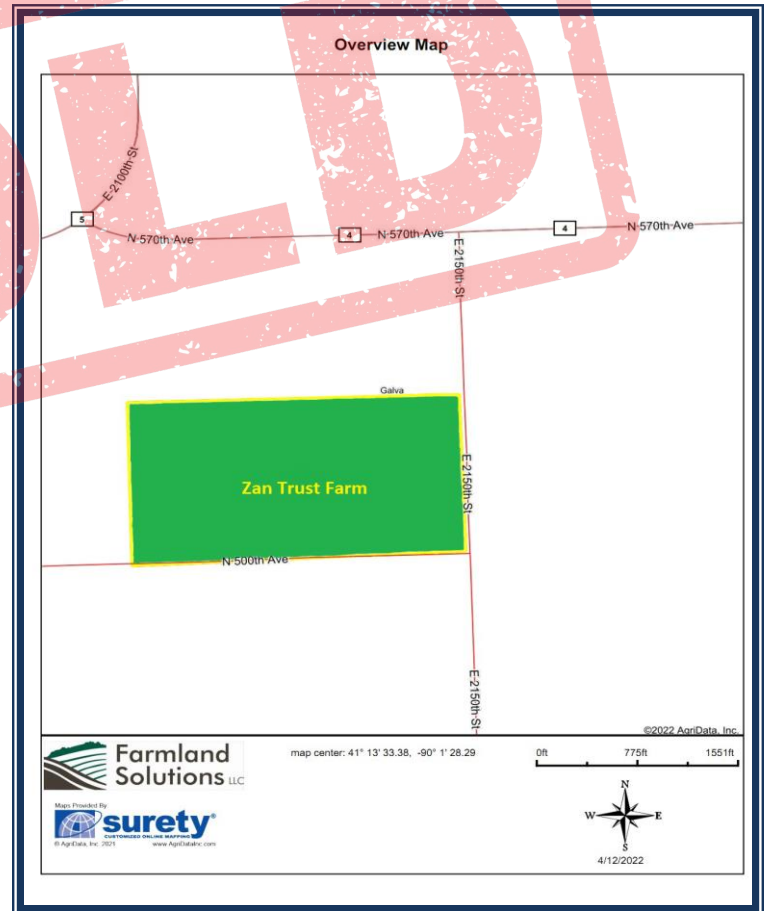 Overview Map
SOLD
E 2100th St
5
N 570th Ave
4
N 570th Ave
4
N 570th Ave
E 2150th St
Galva
Zan Trust Farm
E 2150th St
N 500th Ave
E 2150th St
©2022 AgriData, Inc.
Farmland
Solutions LLC
map center: 41° 13' 33.38, -90° 1' 28.29
0ft 775ft 1551ft
Maps Provided By
surety®
CUSTOMIZED ONLINE MAPPING
© AgriData, Inc. 2021 www.AgriDataInc.com
N
W E
S
4/12/2022